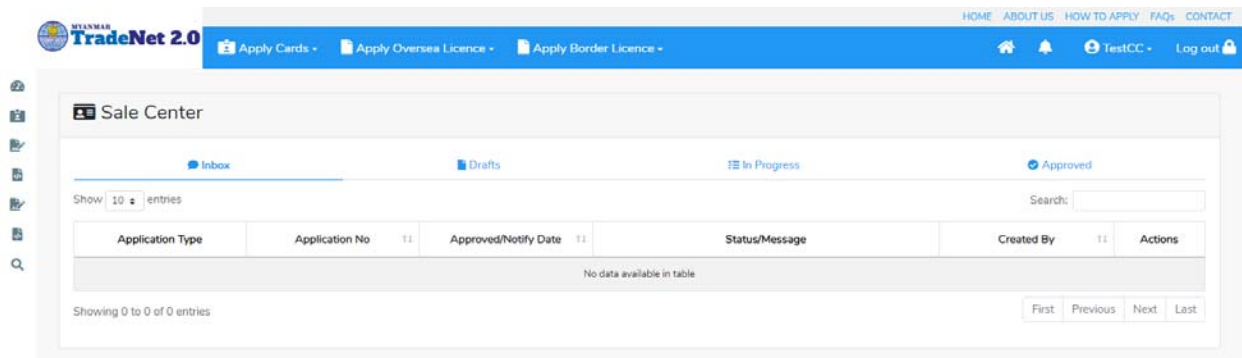 HOME ABOUT US HOW TO APPLY FAQs CONTACT
MYANMAR
TradeNet 2.0
Apply Cards
Apply Oversea Licence
Apply Border Licence
TestCC
Log out
Sale Center
Inbox Drafts In Progress Approved
Show 10 entries Search:
Application Type Application No Approved/Notify Date Status/Message Created By Actions
No data available in table
Showing 0 to 0 of 0 entries First Previous Next Last